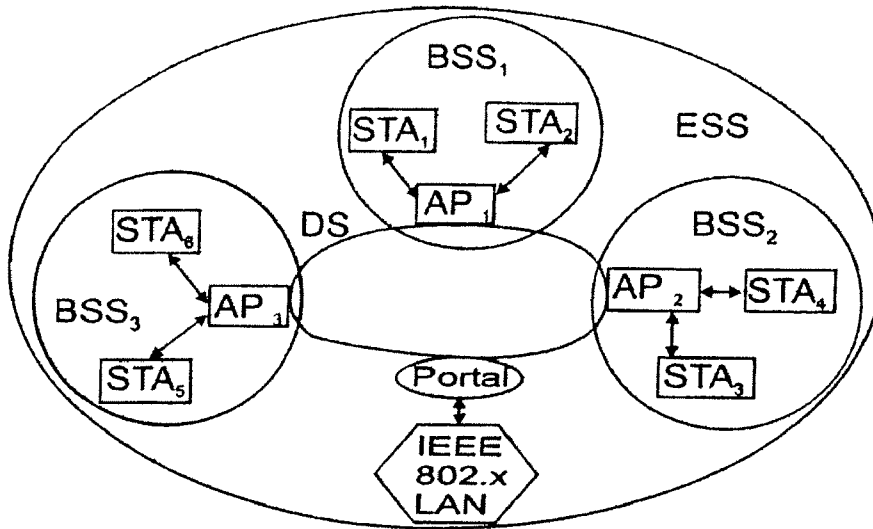 BSS₁
STA₁
STA₂
ESS
AP₁
STA₆
DS
BSS₂
BSS₃
AP₃
AP₂
STA₄
STA₅
Portal
STA₃
IEEE
802.x
LAN